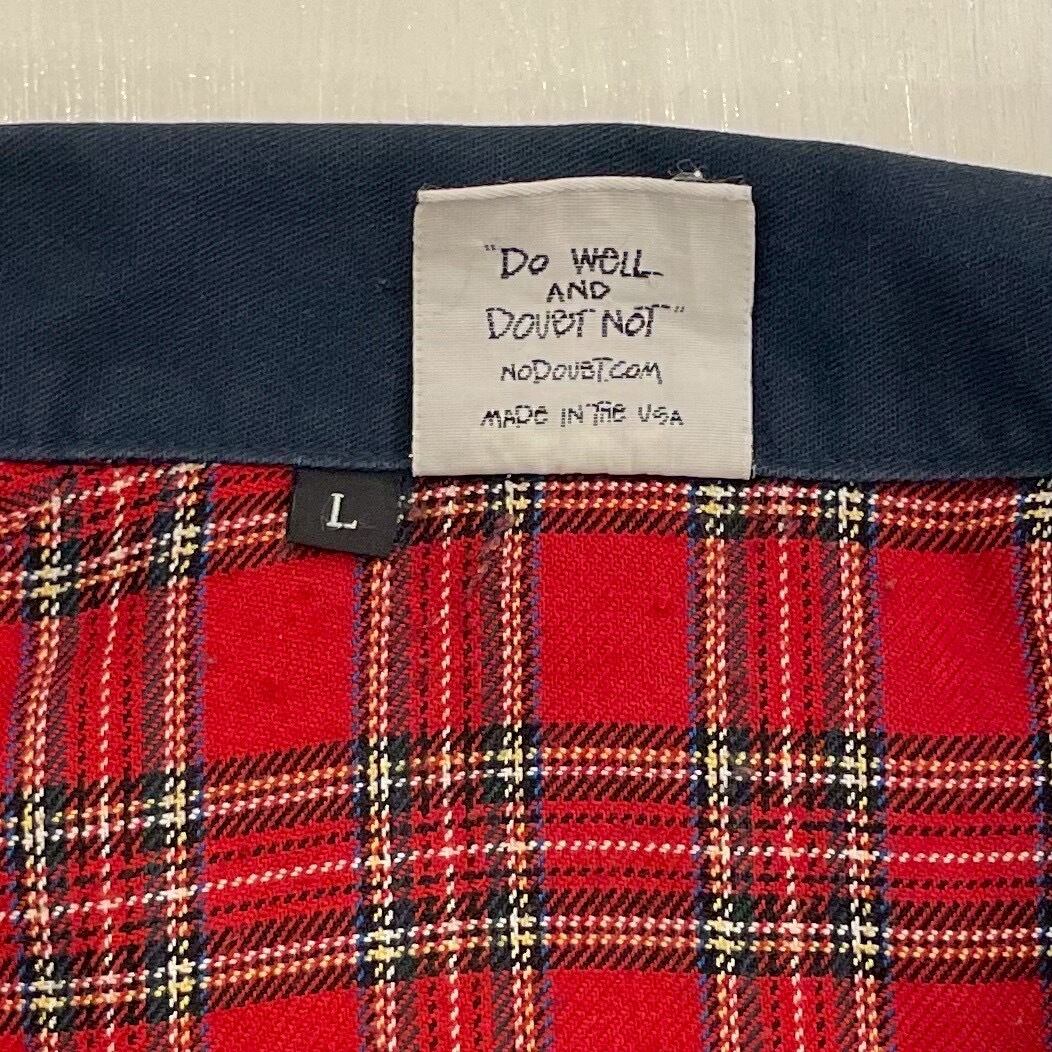 "Do Well
AND
DOUBT NOT"
NODOUBT.COM
MADE IN THE USA
L